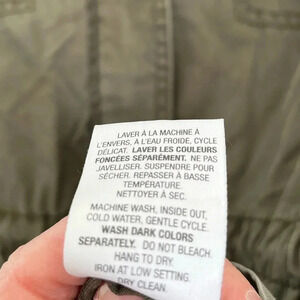 LAVER À LA MACHINE À
L'ENVERS, À L'EAU FROIDE, CYCLE
DÉLICAT. LAVER LES COULEURS
FONCÉES SÉPARÉMENT. NE PAS
JAVELLISER. SUSPENDRE POUR
SÉCHER. REPASSER À BASSE
TEMPÉRATURE.
NETTOYER À SEC.
MACHINE WASH, INSIDE OUT,
COLD WATER, GENTLE CYCLE.
WASH DARK COLORS
SEPARATELY. DO NOT BLEACH.
HANG TO DRY.
IRON AT LOW SETTING.
DRY CLEAN.